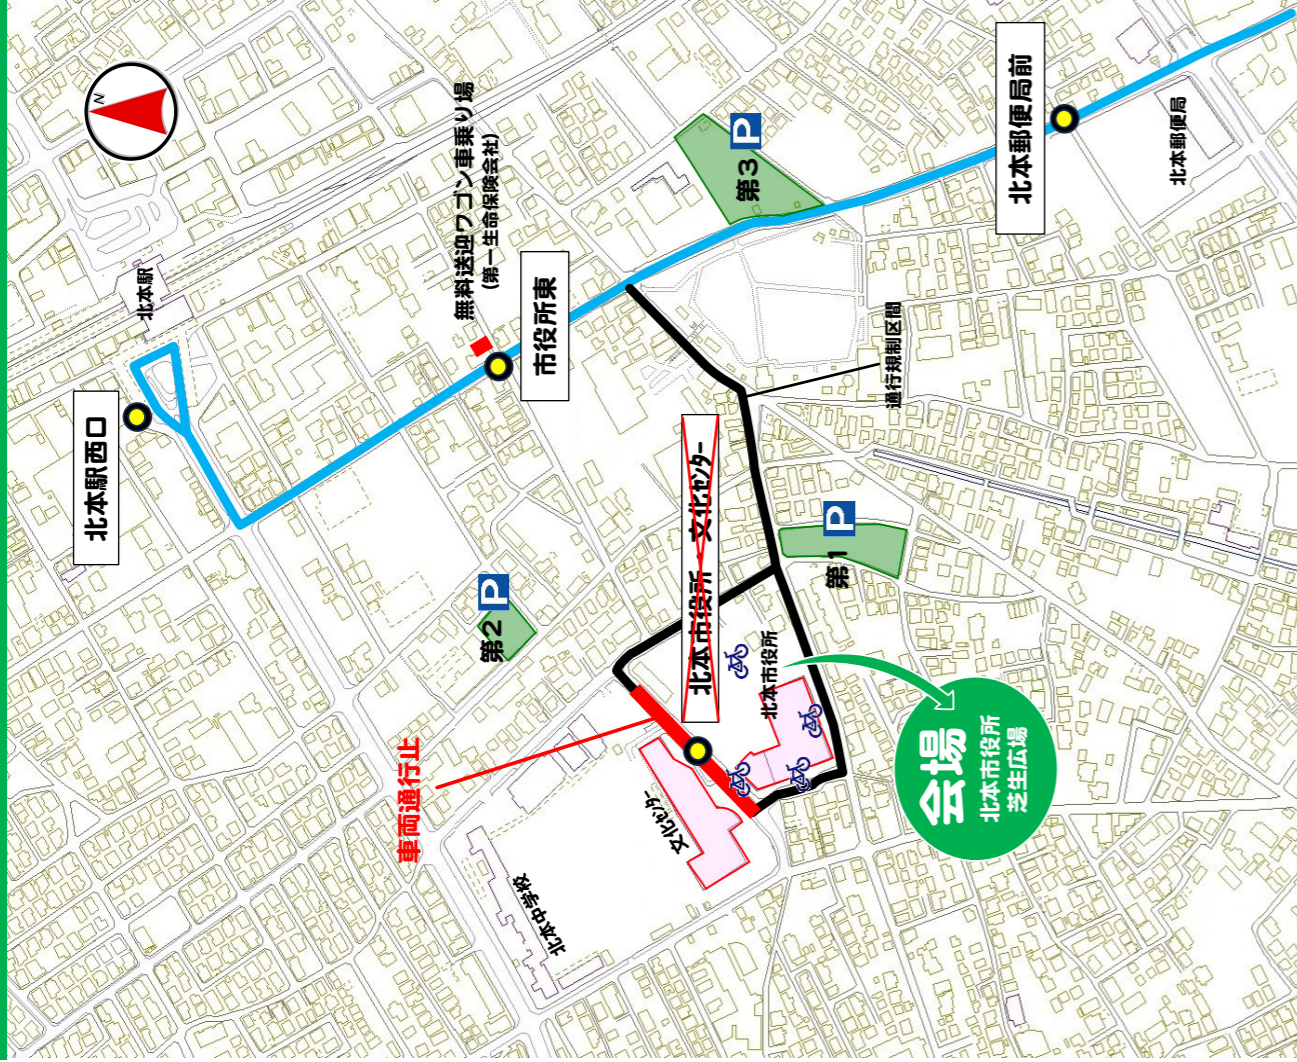 N
北本駅
北本駅西口
無料送迎ワゴン車乗り場
(第一生命保険会社)
市役所東
第3
P
北本郵便局前
北本郵便局
通行規制区間
北本市役所・文化センター
第1
P
第2
P
車両通行止
北本市役所
文化センター
北本中学校
会場
北本市役所
芝生広場